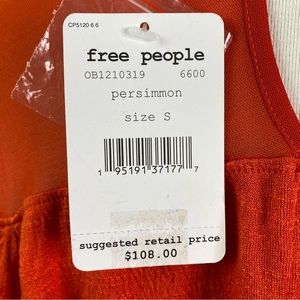 CP5120 6 6
free people
OB1210319 6600
persimmon
size S
1 95191 37177 7
suggested retail price
$108.00